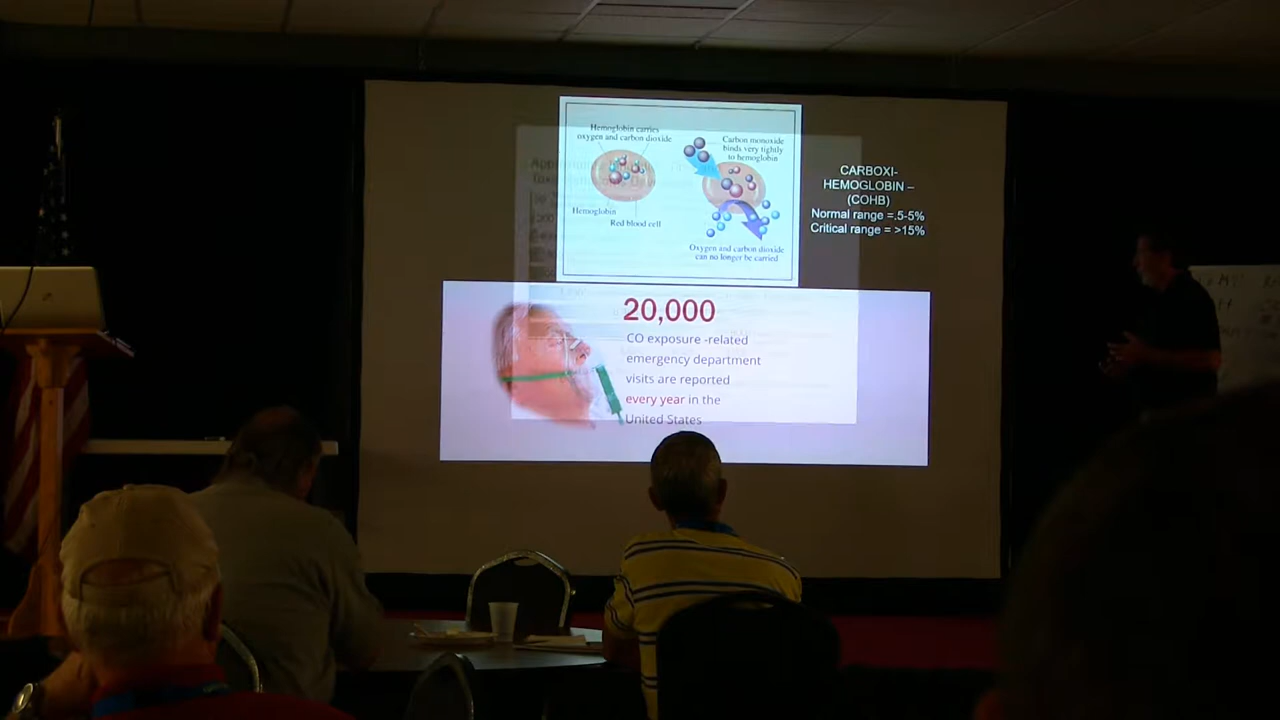 Hemoglobin carries
oxygen and carbon dioxide
Hemoglobin
Red blood cell
Carbon monoxide
binds very tightly
to hemoglobin
Oxygen and carbon dioxide
can no longer be carried
CARBOXI-
HEMOGLOBIN –
(COHB)
Normal range =.5-5%
Critical range = >15%
20,000
CO exposure -related
emergency department
visits are reported
every year in the
United States